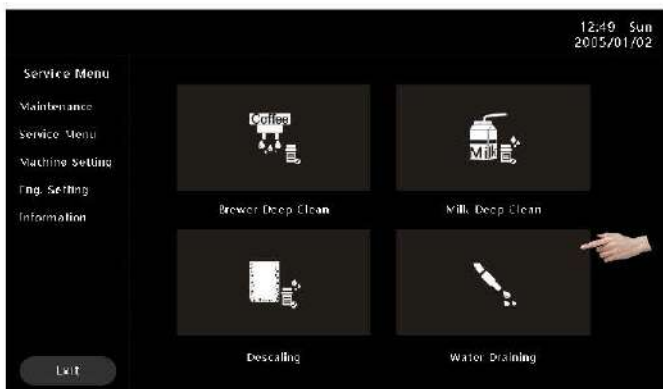 12:49 Sun
2005/01/02
Service Menu
Maintenance
Service Menu
Machine Setting
Eng. Setting
Information
Coffee
Milk
Brewer Deep Clean
Milk Deep Clean
Descaling
Water Draining
Exit